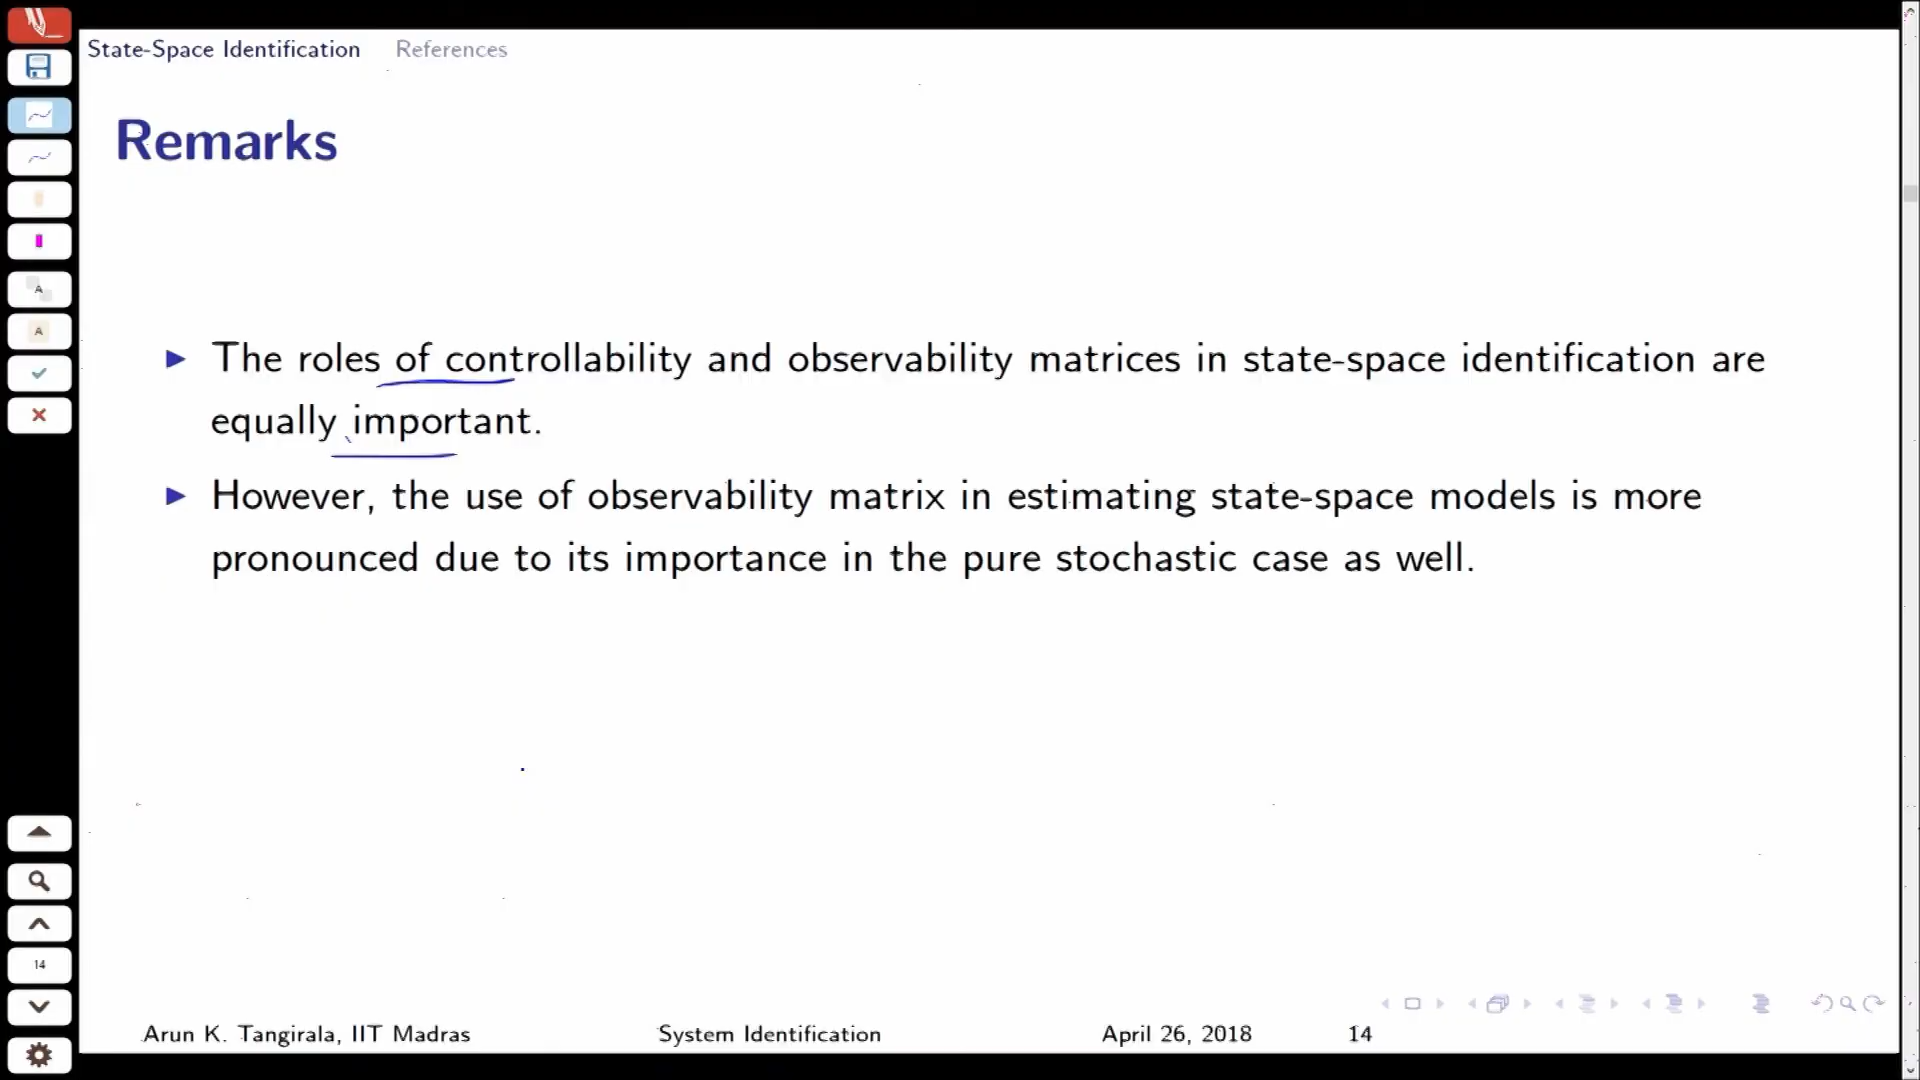 State-Space Identification References
Remarks
The roles of controllability and observability matrices in state-space identification are
equally important.
However, the use of observability matrix in estimating state-space models is more
pronounced due to its importance in the pure stochastic case as well.
A
A
14
Arun K. Tangirala, IIT Madras System Identification April 26, 2018 14